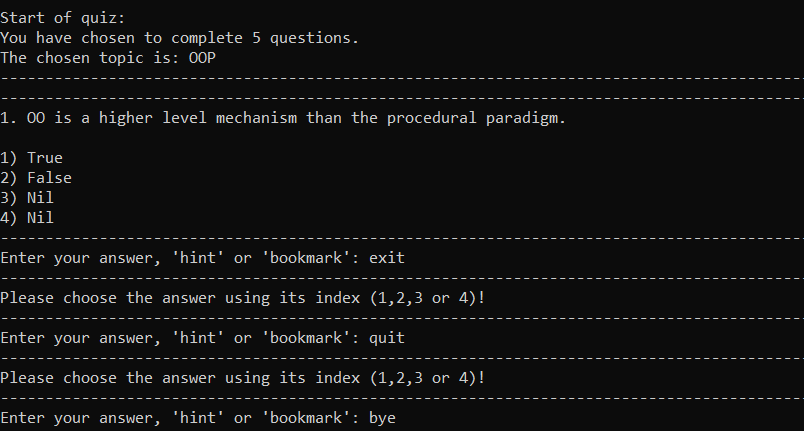 Start of quiz:
You have chosen to complete 5 questions.
The chosen topic is: OOP
------------------------------------------------------------------------------------------
------------------------------------------------------------------------------------------
1. OO is a higher level mechanism than the procedural paradigm.
1) True
2) False
3) Nil
4) Nil
------------------------------------------------------------------------------------------
Enter your answer, 'hint' or 'bookmark': exit
------------------------------------------------------------------------------------------
Please choose the answer using its index (1,2,3 or 4)!
------------------------------------------------------------------------------------------
Enter your answer, 'hint' or 'bookmark': quit
------------------------------------------------------------------------------------------
Please choose the answer using its index (1,2,3 or 4)!
------------------------------------------------------------------------------------------
Enter your answer, 'hint' or 'bookmark': bye